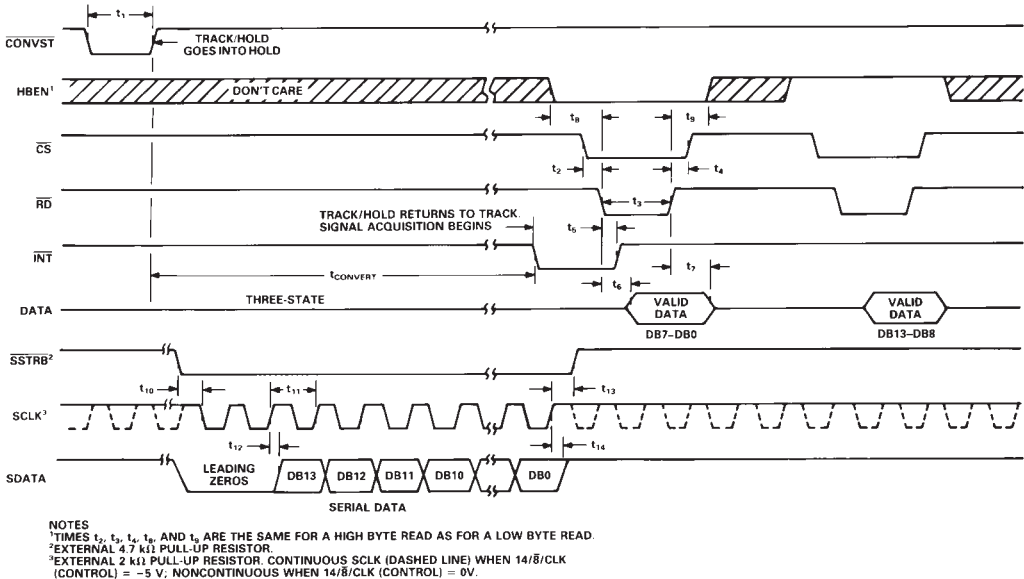 t1
CONVST
TRACK/HOLD
GOES INTO HOLD
HBEN1
DON'T CARE
t8
t9
CS
t2
t4
RD
t3
TRACK/HOLD RETURNS TO TRACK.
SIGNAL ACQUISITION BEGINS
t5
INT
tCONVERT
t7
t6
DATA
THREE-STATE
VALID
DATA
VALID
DATA
DB7–DB0
DB13–DB8
SSTRB2
t10
t11
t13
SCLK3
t12
t14
SDATA
LEADING
ZEROS
DB13
DB12
DB11
DB10
DB0
SERIAL DATA
NOTES
1TIMES t2, t3, t4, t8, AND t9 ARE THE SAME FOR A HIGH BYTE READ AS FOR A LOW BYTE READ.
2EXTERNAL 4.7 kΩ PULL-UP RESISTOR.
3EXTERNAL 2 kΩ PULL-UP RESISTOR. CONTINUOUS SCLK (DASHED LINE) WHEN 14/8̅/CLK
(CONTROL) = –5 V; NONCONTINUOUS WHEN 14/8̅/CLK (CONTROL) = 0V.